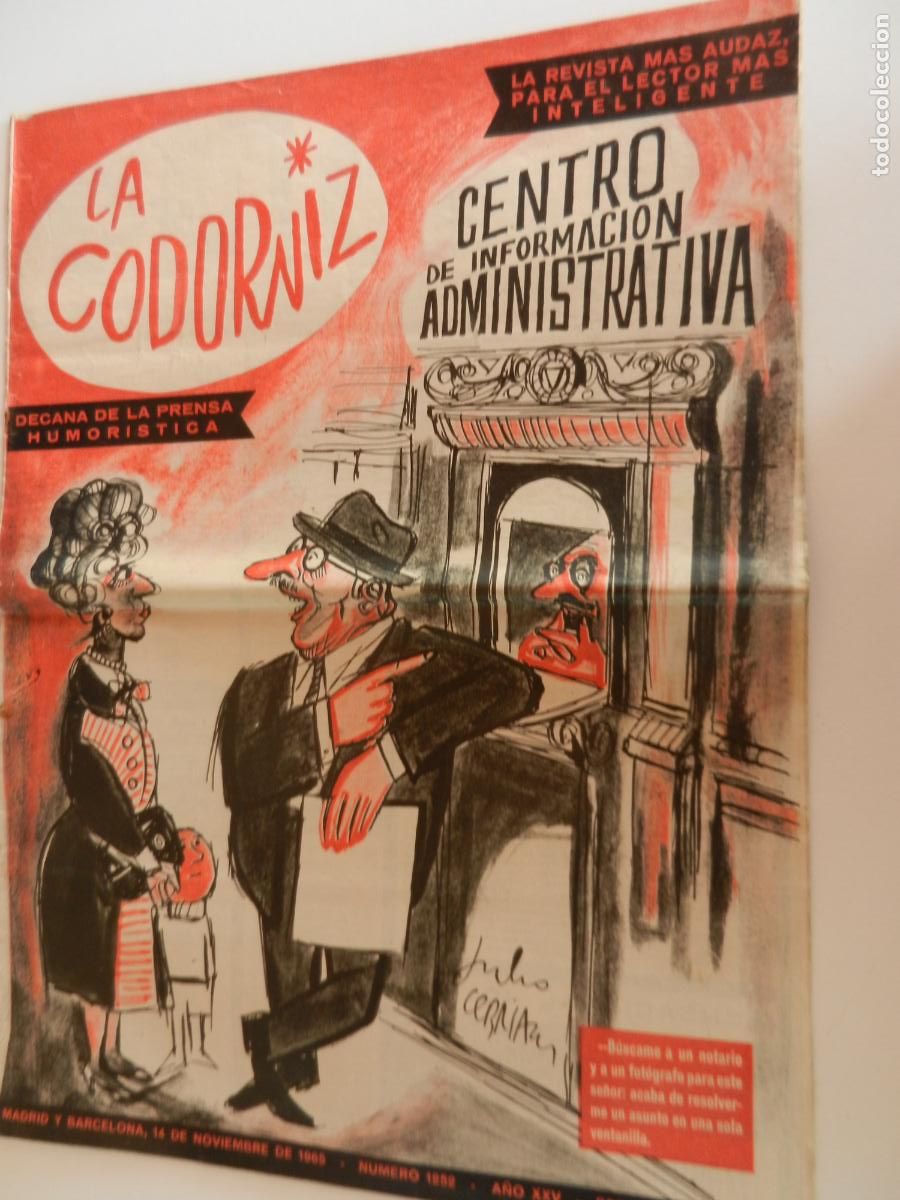 LA REVISTA MAS AUDAZ,
PARA EL LECTOR MAS
INTELIGENTE
LA
CODORNIZ
CENTRO
DE INFORMACION
ADMINISTRATIVA
DECANA DE LA PRENSA
HUMORISTICA
Julio
CEBRIÁN
—Búscame a un notario
y a un fotógrafo para este
señor: acaba de resolver-
me un asunto en una sola
ventanilla.
MADRID Y BARCELONA, 14 DE NOVIEMBRE DE 1965 • NUMERO 1252 • AÑO XXV
todocoleccion